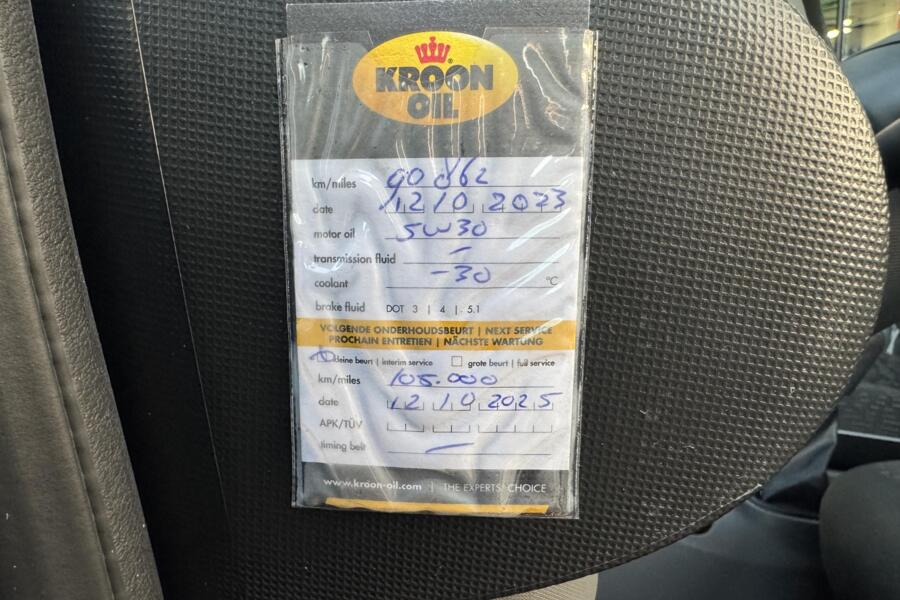 KROON®
OIL
km/miles 90 862
date 12 10 2023
motor oil 5W30
transmission fluid –
coolant -30 °C
brake fluid DOT 3 | 4 | 5.1
VOLGENDE ONDERHOUDSBEURT | NEXT SERVICE
PROCHAIN ENTRETIEN | NÄCHSTE WARTUNG
kleine beurt | interim service grote beurt | full service
km/miles 105.000
date 12 10 2025
APK/TÜV
timing belt –
www.kroon-oil.com | THE EXPERTS' CHOICE